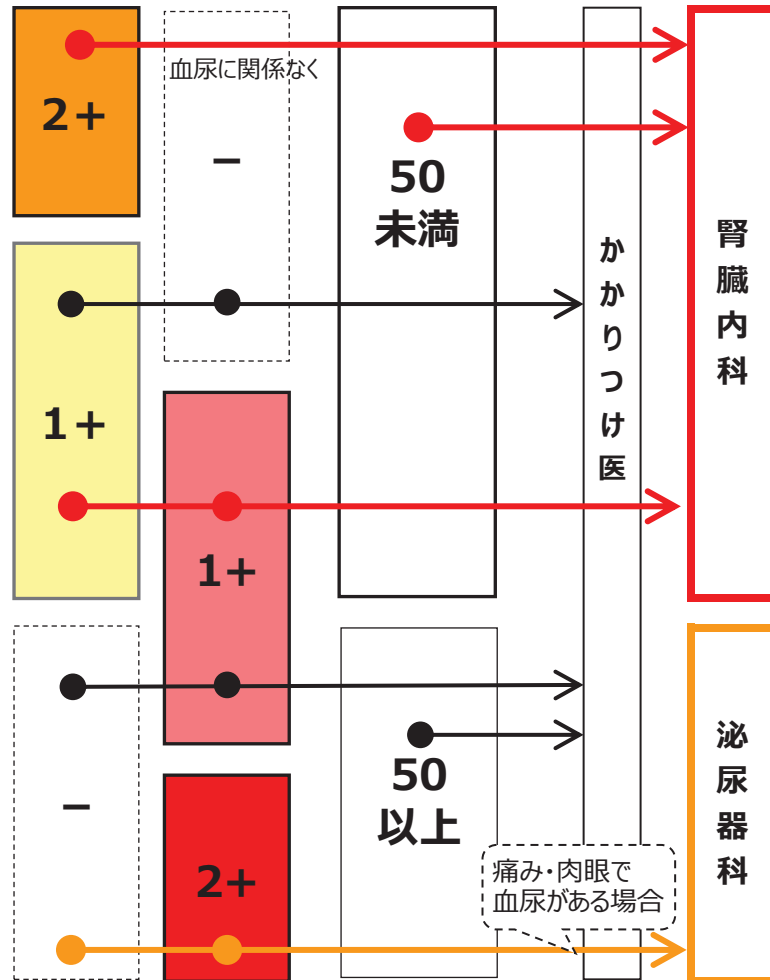 2+
1+
−
血尿に関係なく
−
1+
2+
50
未満
50
以上
痛み・肉眼で
血尿がある場合
かかりつけ医
腎臓内科
泌尿器科